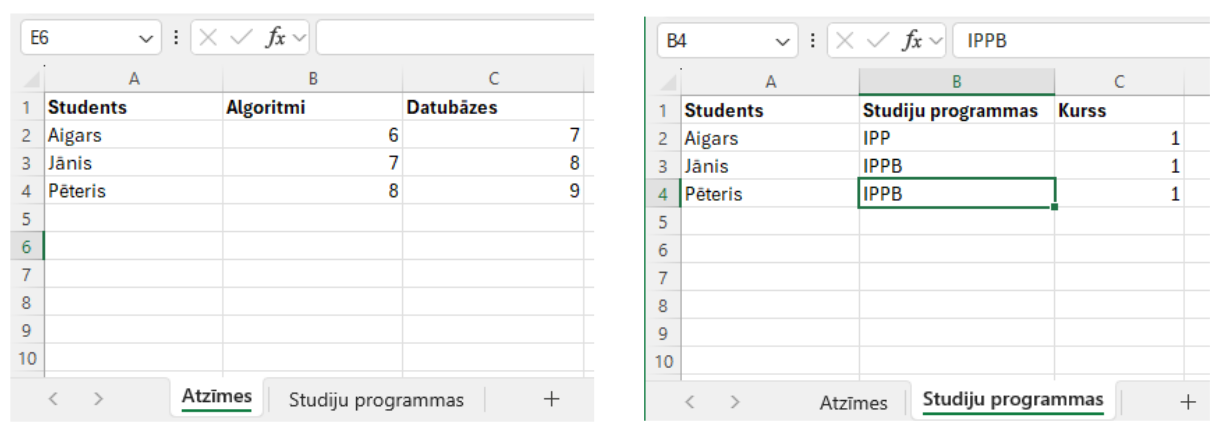 E6 fx
A B C
1 Students Algoritmi Datubāzes
2 Aigars 6 7
3 Jānis 7 8
4 Pēteris 8 9
5
6
7
8
9
10
Atzīmes Studiju programmas +
B4 fx IPPB
A B C
1 Students Studiju programmas Kurss
2 Aigars IPP 1
3 Jānis IPPB 1
4 Pēteris IPPB 1
5
6
7
8
9
10
Atzīmes Studiju programmas +